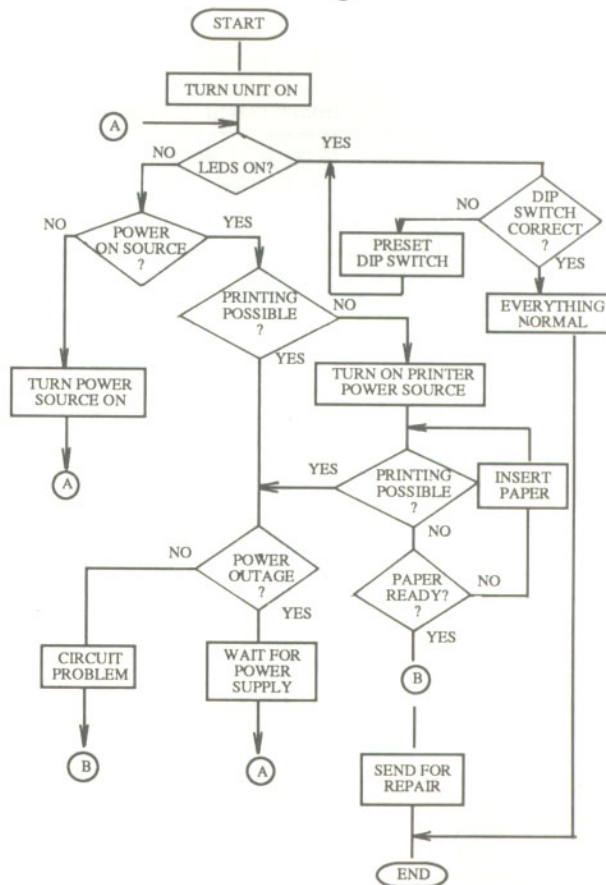 START
TURN UNIT ON
A
NO
LEDS ON?
YES
NO
POWER
ON SOURCE
?
YES
NO
DIP
SWITCH
CORRECT
?
YES
PRESET
DIP SWITCH
PRINTING
POSSIBLE
?
NO
YES
EVERYTHING
NORMAL
TURN POWER
SOURCE ON
A
TURN ON PRINTER
POWER SOURCE
YES
PRINTING
POSSIBLE
?
NO
INSERT
PAPER
NO
POWER
OUTAGE
?
YES
PAPER
READY?
?
NO
YES
CIRCUIT
PROBLEM
WAIT FOR
POWER
SUPPLY
B
B
A
SEND FOR
REPAIR
END